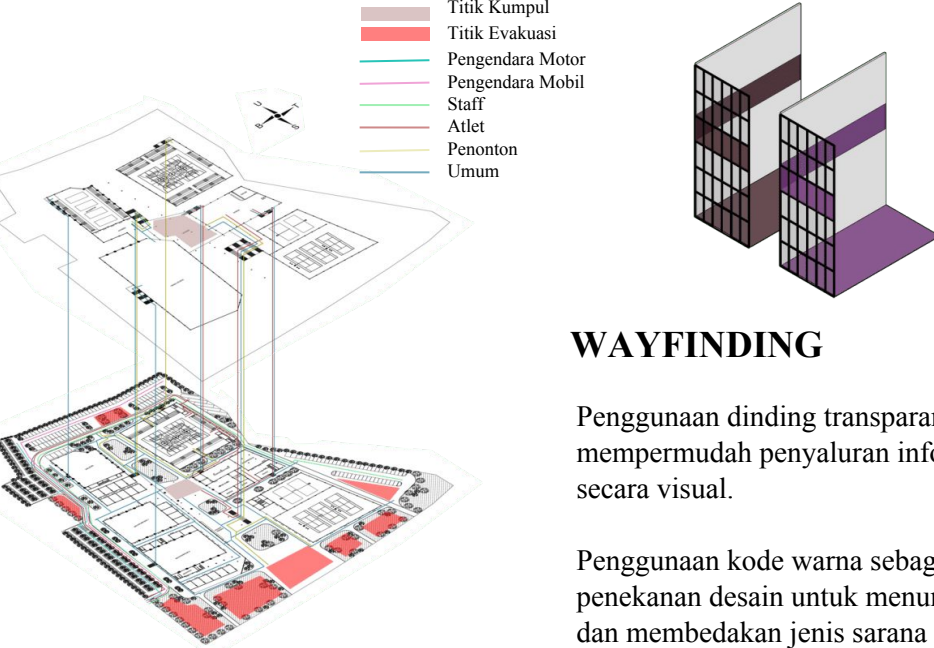 Titik Kumpul
Titik Evakuasi
Pengendara Motor
Pengendara Mobil
Staff
Atlet
Penonton
Umum
U
T
B
S
WAYFINDING
Penggunaan dinding transparan
mempermudah penyaluran info
secara visual.
Penggunaan kode warna sebag
penekanan desain untuk menun
dan membedakan jenis sarana